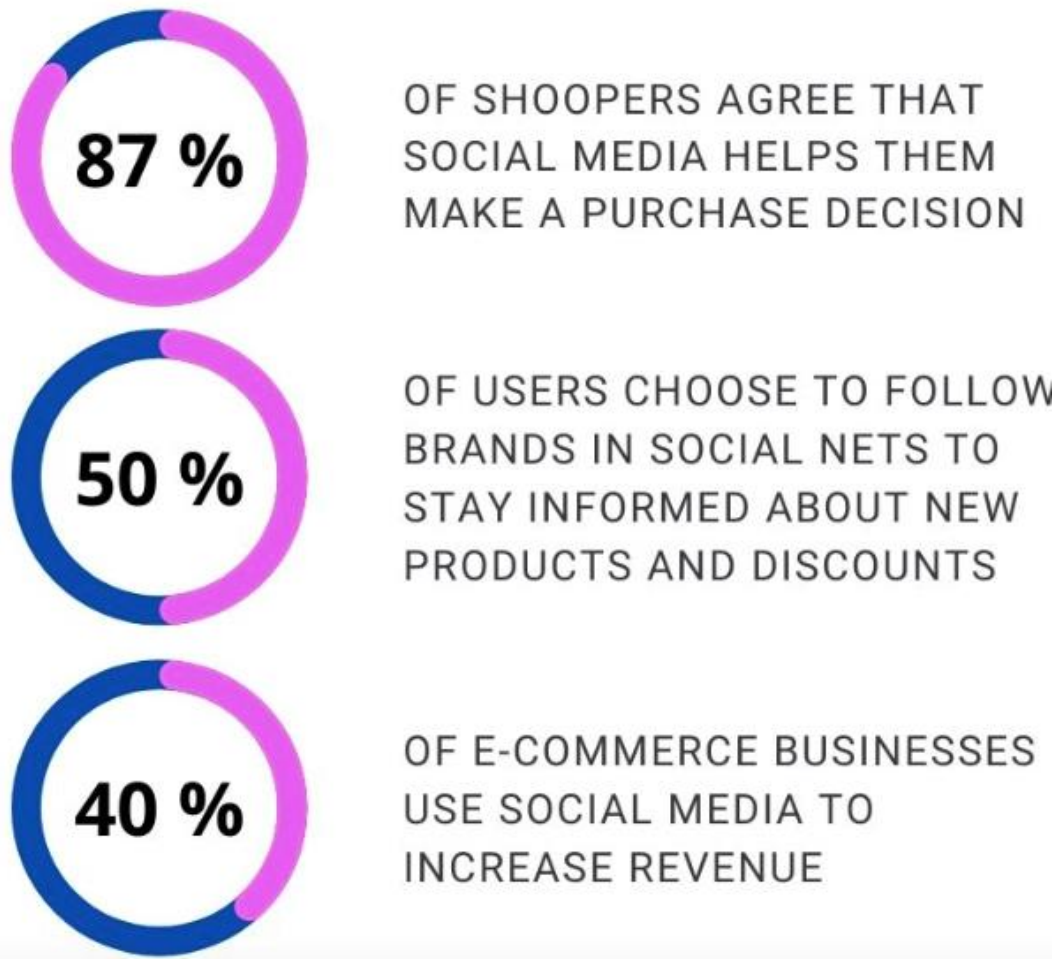 87 %
OF SHOOPERS AGREE THAT
SOCIAL MEDIA HELPS THEM
MAKE A PURCHASE DECISION
50 %
OF USERS CHOOSE TO FOLLOW
BRANDS IN SOCIAL NETS TO
STAY INFORMED ABOUT NEW
PRODUCTS AND DISCOUNTS
40 %
OF E-COMMERCE BUSINESSES
USE SOCIAL MEDIA TO
INCREASE REVENUE